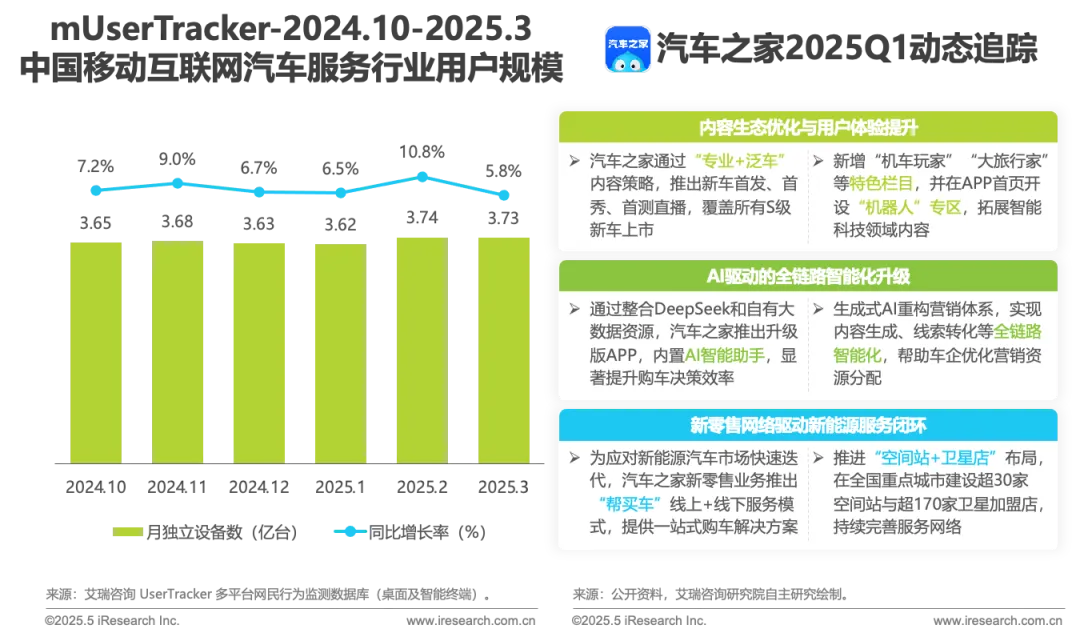 mUserTracker-2024.10-2025.3
中国移动互联网汽车服务行业用户规模
7.2%
9.0%
6.7%
6.5%
10.8%
5.8%
3.65
3.68
3.63
3.62
3.74
3.73
2024.10
2024.11
2024.12
2025.1
2025.2
2025.3
月独立设备数（亿台）
同比增长率（%）
来源：艾瑞咨询 UserTracker 多平台网民行为监测数据库（桌面及智能终端）。
©2025.5 iResearch Inc.
www.iresearch.com.cn
汽车之家
汽车之家2025Q1动态追踪
内容生态优化与用户体验提升
➢ 汽车之家通过“专业+泛车”
内容策略，推出新车首发、首
秀、首测直播，覆盖所有S级
新车上市
➢ 新增“机车玩家”“大旅行家”
等特色栏目，并在APP首页开
设“机器人”专区，拓展智能
科技领域内容
AI驱动的全链路智能化升级
➢ 通过整合DeepSeek和自有大
数据资源，汽车之家推出升级
版APP，内置AI智能助手，显
著提升购车决策效率
➢ 生成式AI重构营销体系，实现
内容生成、线索转化等全链路
智能化，帮助车企优化营销资
源分配
新零售网络驱动新能源服务闭环
➢ 为应对新能源汽车市场快速迭
代，汽车之家新零售业务推出
“帮买车”线上+线下服务模
式，提供一站式购车解决方案
➢ 推进“空间站+卫星店”布局，
在全国重点城市建设超30家
空间站与超170家卫星加盟店，
持续完善服务网络
来源：公开资料，艾瑞咨询研究院自主研究绘制。
©2025.5 iResearch Inc.
www.iresearch.com.cn